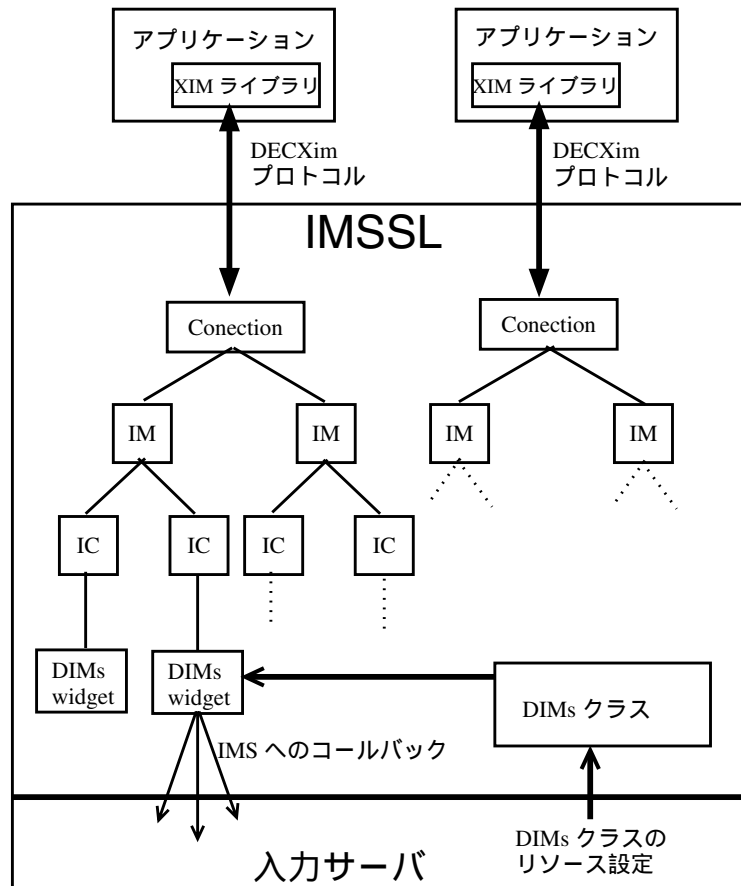 アプリケーション
XIM ライブラリ
アプリケーション
XIM ライブラリ
DECXim
プロトコル
DECXim
プロトコル
IMSSL
Conection
Conection
IM
IM
IM
IM
IC
IC
IC
IC
DIMs
widget
DIMs
widget
DIMs クラス
IMS へのコールバック
DIMs クラスの
リソース設定
入力サーバ